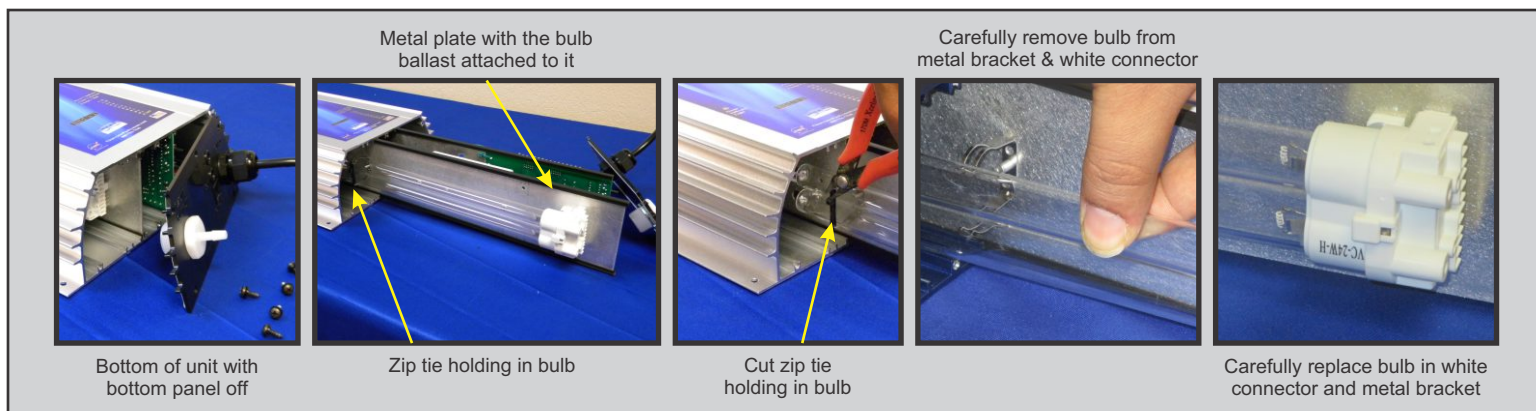 Metal plate with the bulb
ballast attached to it
Carefully remove bulb from
metal bracket & white connector
VC-24W-H
Bottom of unit with
bottom panel off
Zip tie holding in bulb
Cut zip tie
holding in bulb
Carefully replace bulb in white
connector and metal bracket